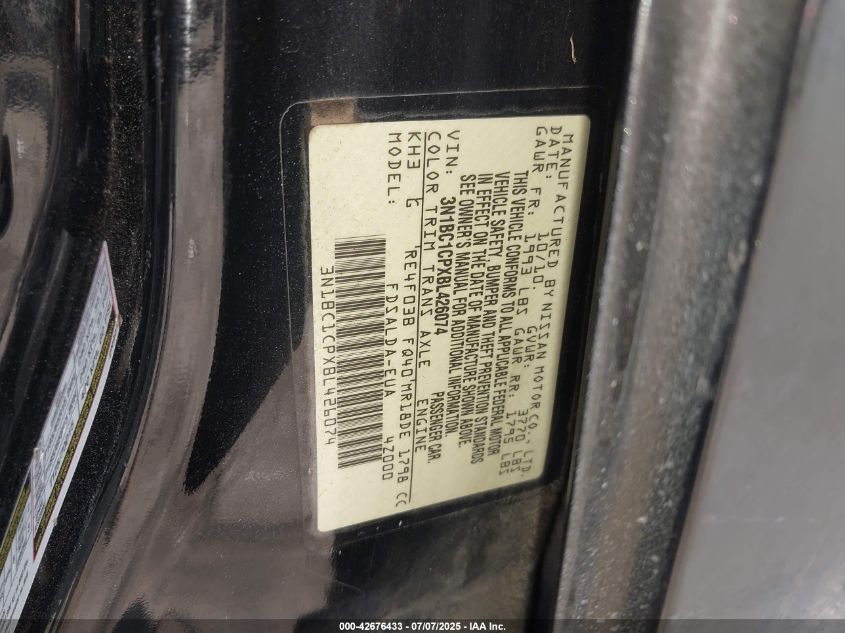 MANUFACTURED BY NISSAN MOTOR CO., LTD.
DATE: 10/10. GVWR: 3770 LBS
GAWR FR: 1993 LBS GAWR RR: 1795 LBS
THIS VEHICLE CONFORMS TO ALL APPLICABLE FEDERAL MOTOR
VEHICLE SAFETY, BUMPER AND THEFT PREVENTION STANDARDS
IN EFFECT ON THE DATE OF MANUFACTURE SHOWN ABOVE.
SEE OWNER'S MANUAL FOR ADDITIONAL INFORMATION.
VIN: 3N1BC1CPXBL426074 PASSENGER CAR.
COLOR TRIM TRANS AXLE ENGINE
KH3 G RE4F03B FQ40 MR18DE 1798 CC
MODEL: FDSALDA-EUA 4Z000
3N1BC1CPXBL426074
000-42676433 - 07/07/2025 - IAA Inc.